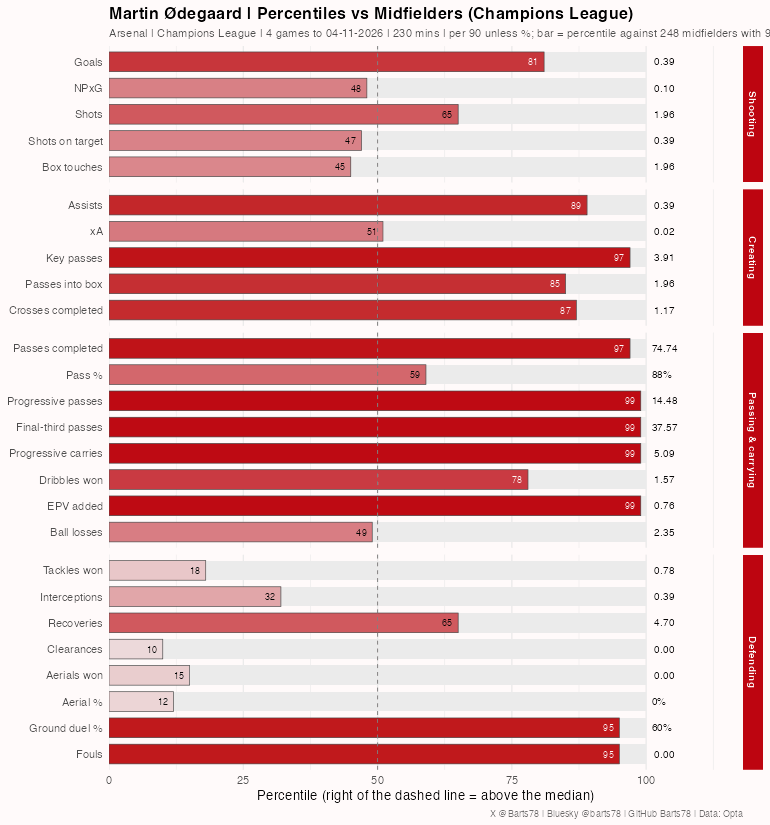 Martin Ødegaard | Percentiles vs Midfielders (Champions League)
Arsenal | Champions League | 4 games to 04-11-2026 | 230 mins | per 90 unless %; bar = percentile against 248 midfielders with 9
Goals 81 0.39
NPxG 48 0.10
Shots 65 1.96
Shots on target 47 0.39
Box touches 45 1.96
Shooting
Assists 89 0.39
xA 51 0.02
Key passes 97 3.91
Passes into box 85 1.96
Crosses completed 87 1.17
Creating
Passes completed 97 74.74
Pass % 59 88%
Progressive passes 99 14.48
Final-third passes 99 37.57
Progressive carries 99 5.09
Dribbles won 78 1.57
EPV added 99 0.76
Ball losses 49 2.35
Passing & carrying
Tackles won 18 0.78
Interceptions 32 0.39
Recoveries 65 4.70
Clearances 10 0.00
Aerials won 15 0.00
Aerial % 12 0%
Ground duel % 95 60%
Fouls 95 0.00
Defending
0 25 50 75 100
Percentile (right of the dashed line = above the median)
X @Barts78 | Bluesky @barts78 | GitHub Barts78 | Data: Opta